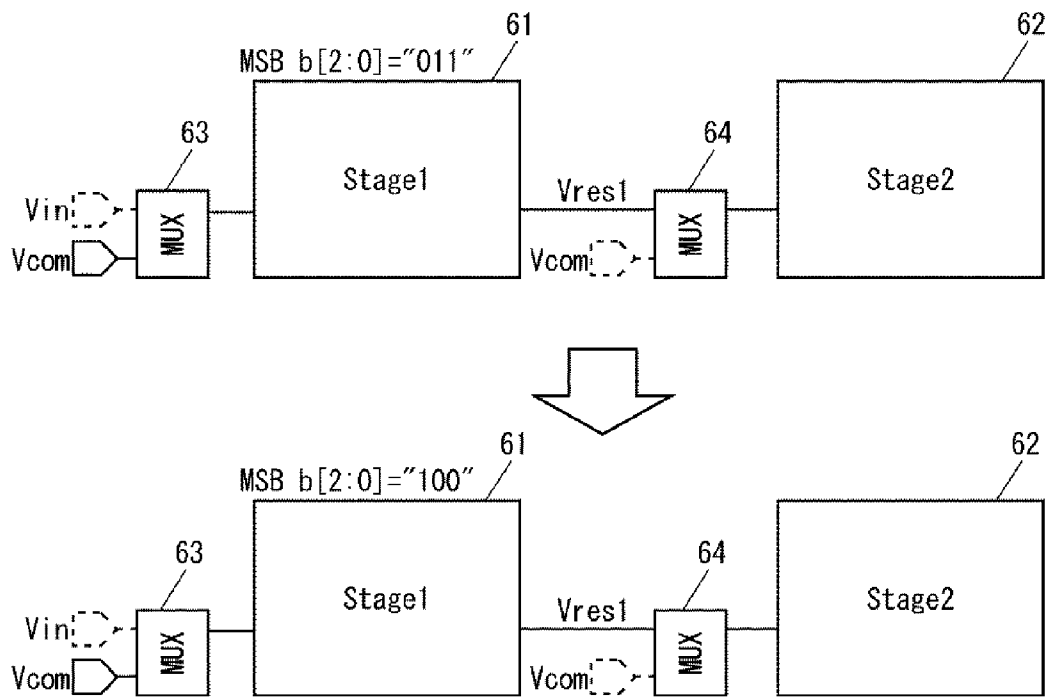 61
62
MSB b[2:0]="011"
63
64
Stage1
Stage2
Vin
MUX
Vres1
MUX
Vcom
Vcom
61
62
MSB b[2:0]="100"
63
64
Stage1
Stage2
Vin
MUX
Vres1
MUX
Vcom
Vcom